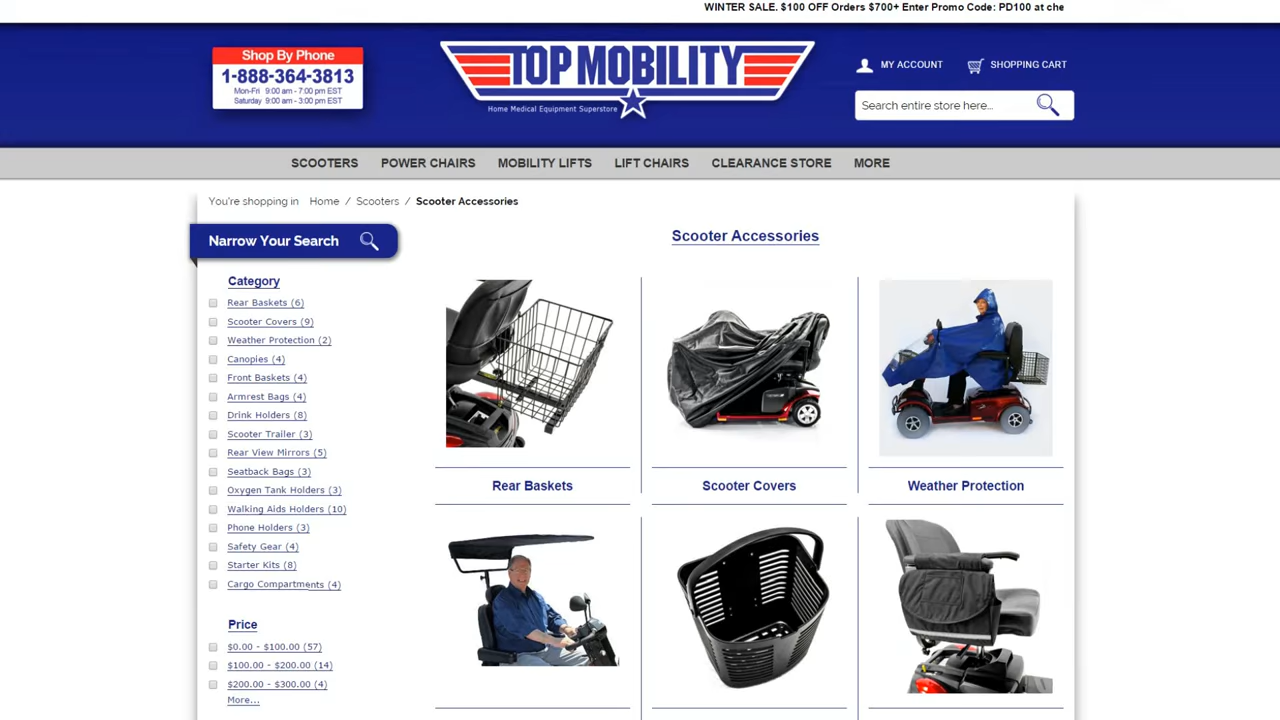 WINTER SALE. $100 OFF Orders $700+ Enter Promo Code: PD100 at che
Shop By Phone
1-888-364-3813
Mon-Fri 9:00 am - 7:00 pm EST
Saturday 9:00 am - 3:00 pm EST
TOP MOBILITY
Home Medical Equipment Superstore
MY ACCOUNT
SHOPPING CART
Search entire store here...
SCOOTERS
POWER CHAIRS
MOBILITY LIFTS
LIFT CHAIRS
CLEARANCE STORE
MORE
You're shopping in Home / Scooters / Scooter Accessories
Narrow Your Search
Category
Rear Baskets (6)
Scooter Covers (9)
Weather Protection (2)
Canopies (4)
Front Baskets (4)
Armrest Bags (4)
Drink Holders (8)
Scooter Trailer (3)
Rear View Mirrors (5)
Seatback Bags (3)
Oxygen Tank Holders (3)
Walking Aids Holders (10)
Phone Holders (3)
Safety Gear (4)
Starter Kits (8)
Cargo Compartments (4)
Price
$0.00 - $100.00 (57)
$100.00 - $200.00 (14)
$200.00 - $300.00 (4)
More...
Scooter Accessories
Rear Baskets
Scooter Covers
Weather Protection